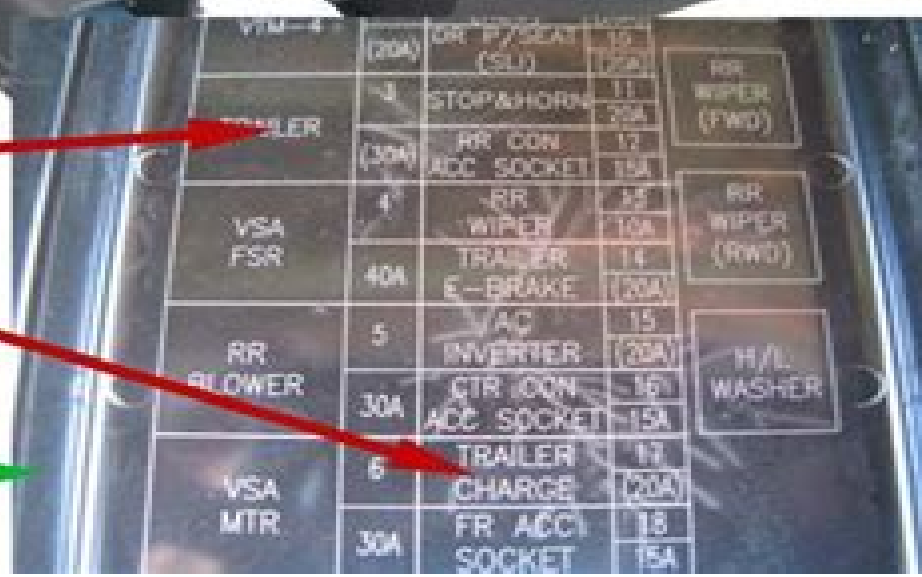 VTM-4
(20A)
DR P/SEAT
(SLI)
10
(20A)
TRAILER
3
(30A)
STOP&HORN
11
20A
RR CON
ACC SOCKET
12
15A
VSA
FSR
4
40A
RR
WIPER
13
10A
TRAILER
E-BRAKE
14
(20A)
RR
BLOWER
5
30A
AC
INVERTER
15
(20A)
CTR CON
ACC SOCKET
16
15A
VSA
MTR
6
30A
TRAILER
CHARGE
17
(20A)
FR ACC
SOCKET
18
15A
RR
WIPER
(FWD)
RR
WIPER
(RWD)
H/L
WASHER